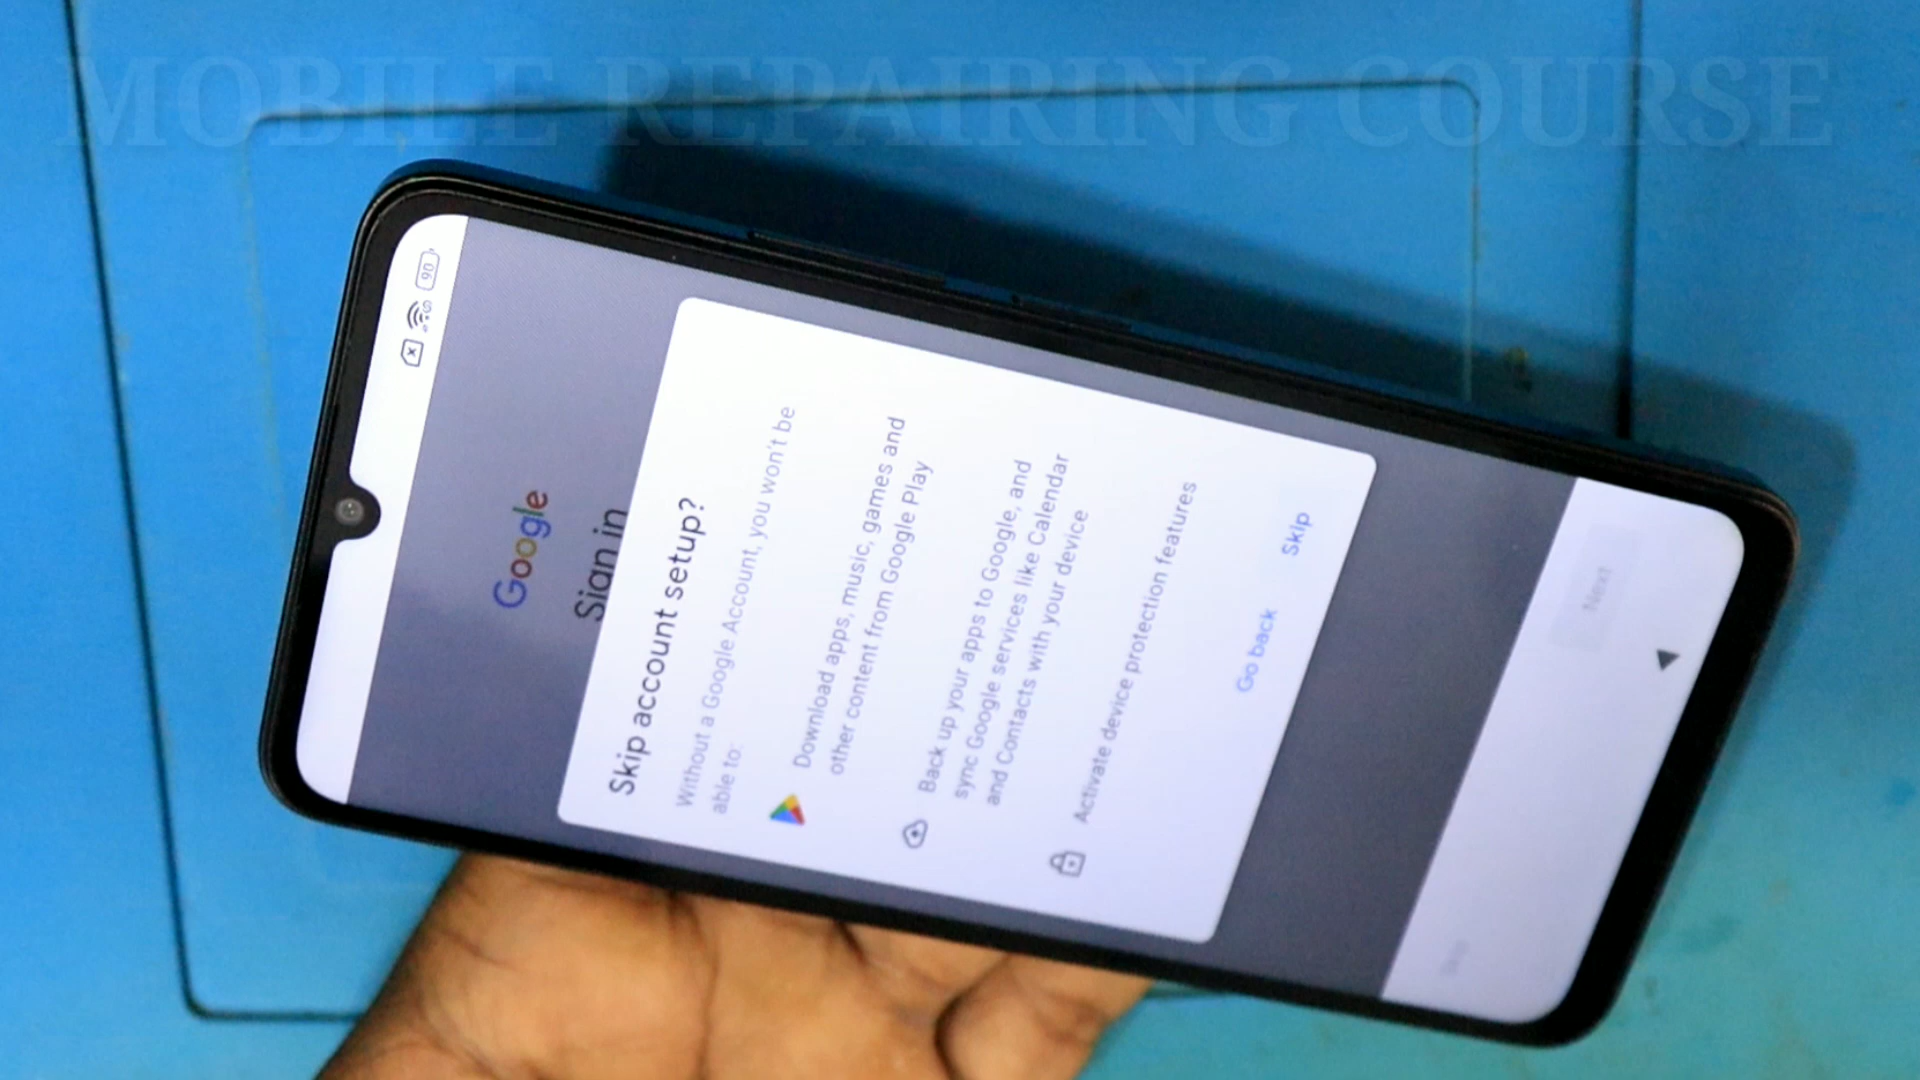 MOBILE REPAIRING COURSE
90
Google
Sign in
Skip account setup?
Without a Google Account, you won't be
able to:
Download apps, music, games and
other content from Google Play
Back up your apps to Google, and
sync Google services like Calendar
and Contacts with your device
Activate device protection features
Go back
Skip
Next
Skip